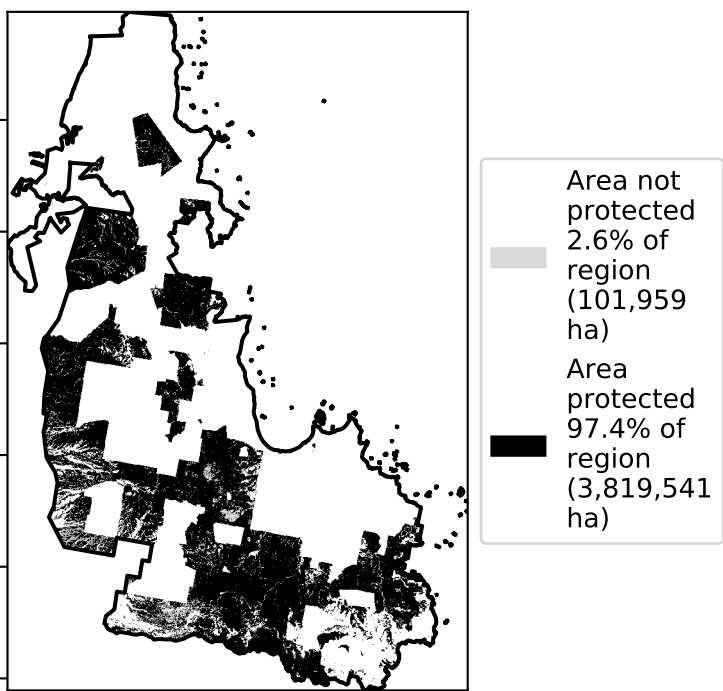 Area not
protected
2.6% of
region
(101,959
ha)
Area
protected
97.4% of
region
(3,819,541
ha)